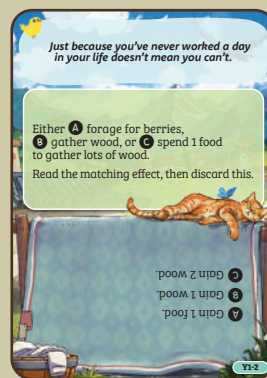 Just because you've never worked a day
in your life doesn't mean you can't.
Either A forage for berries,
B gather wood, or C spend 1 food
to gather lots of wood.
Read the matching effect, then discard this.
A Gain 1 food.
B Gain 1 wood.
C Gain 2 wood.
Y1-2